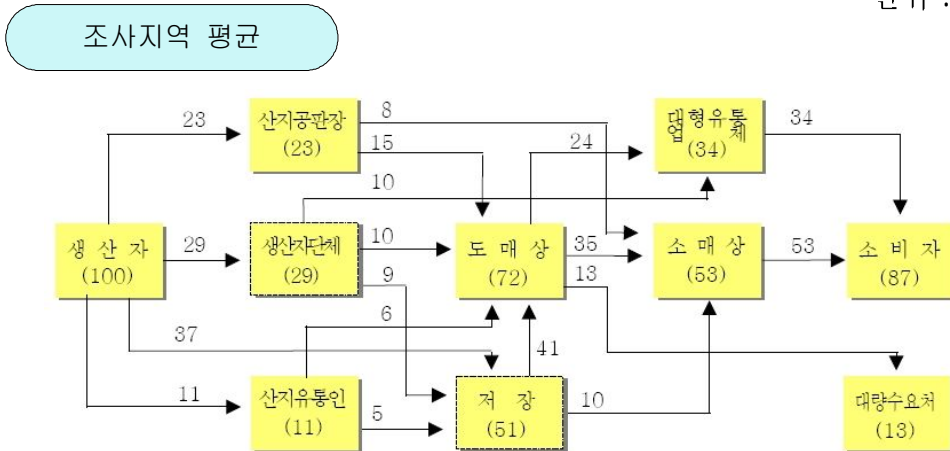 단위 :
조사지역 평균
23
산지공판장
(23)
8
15
10
24
대형유통
업 체
(34)
34
생 산 자
(100)
29
생산자단체
(29)
10
9
도 매 상
(72)
35
13
소 매 상
(53)
53
소 비 자
(87)
37
6
41
11
산지유통인
(11)
5
저 장
(51)
10
대량수요처
(13)